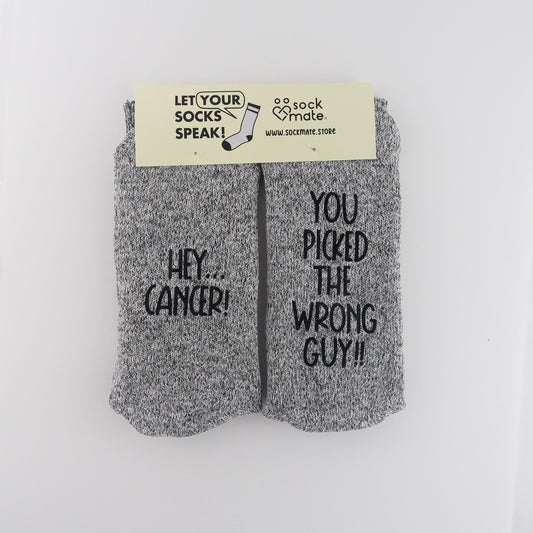 LET YOUR
SOCKS
SPEAK!
sock
mate
WWW.SOCKMATE.STORE
HEY...
CANCER!
YOU
PICKED
THE
WRONG
GUY!!